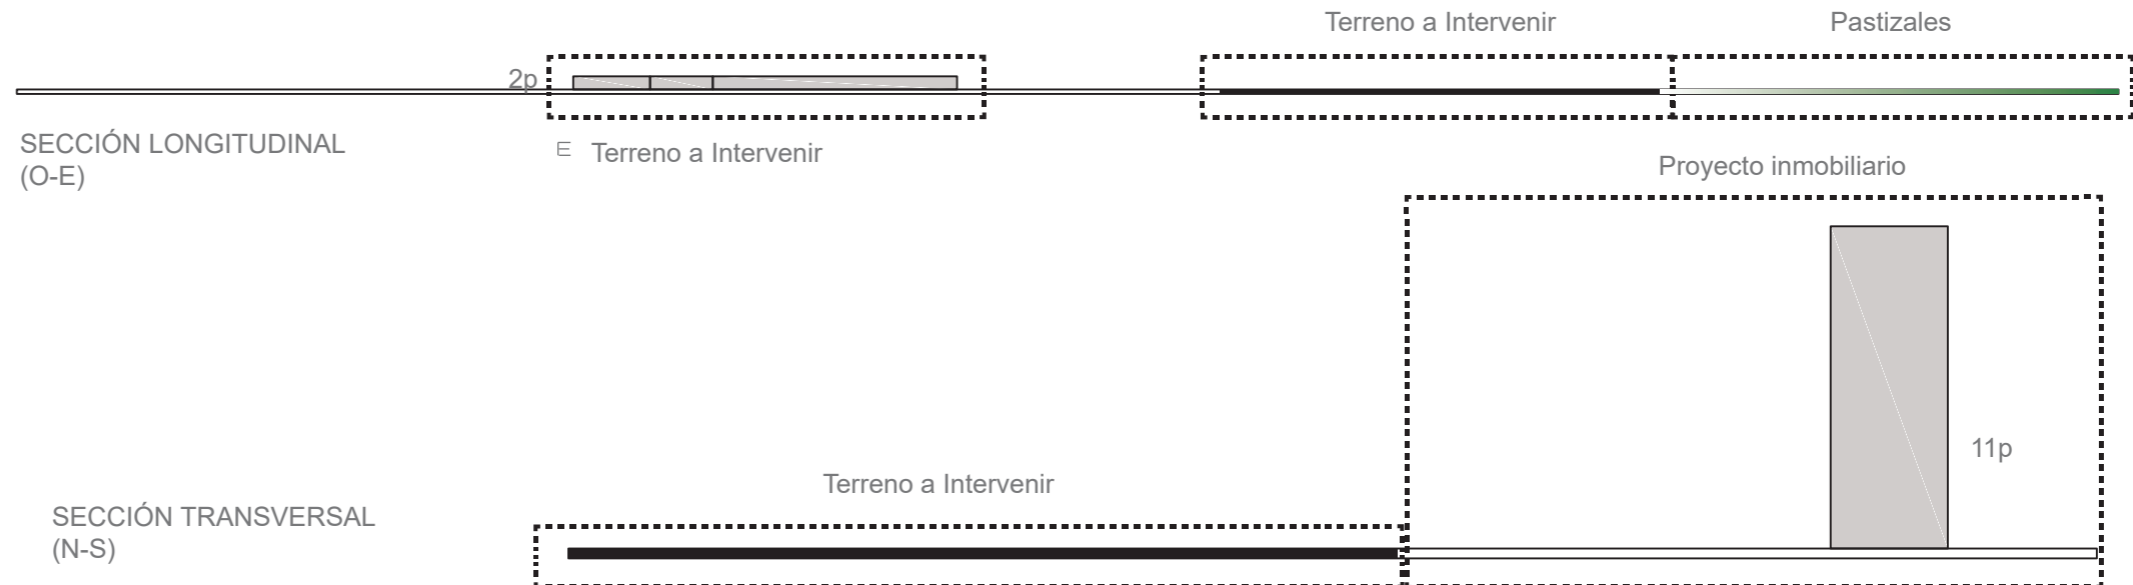 Terreno a Intervenir
Pastizales
2p
SECCIÓN LONGITUDINAL
(O-E)
E Terreno a Intervenir
Proyecto inmobiliario
11p
Terreno a Intervenir
SECCIÓN TRANSVERSAL
(N-S)